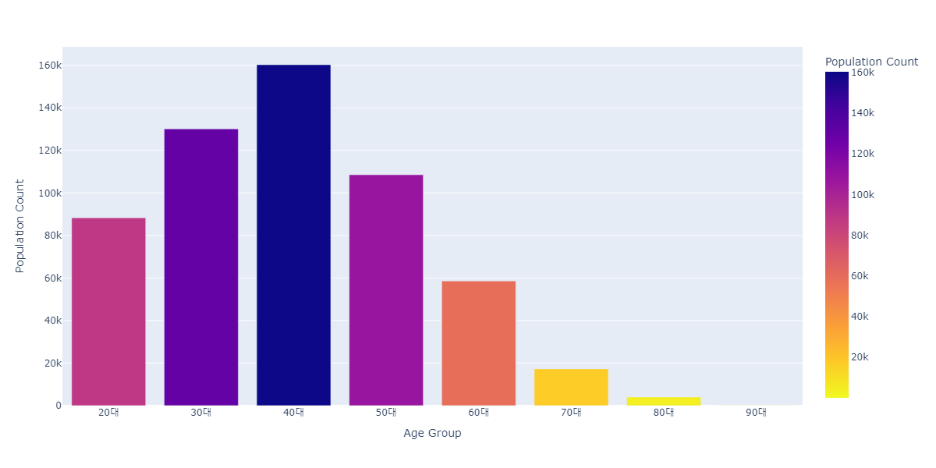 Population Count
160k
140k
120k
100k
80k
60k
40k
20k
0
20대
30대
40대
50대
60대
70대
80대
90대
Age Group
Population Count
160k
140k
120k
100k
80k
60k
40k
20k